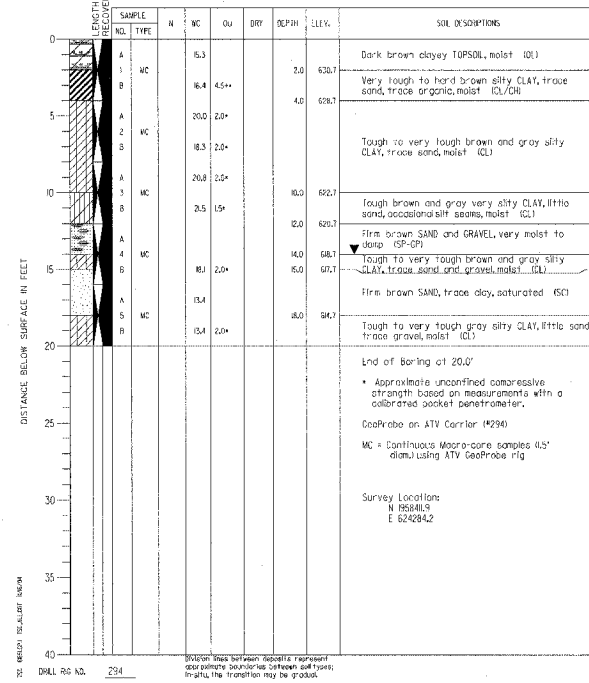 LENGTH
RECOVERY
SAMPLE
NO. TYPE
N WC Qu DRY DEPTH ELEV. SOIL DESCRIPTIONS
DISTANCE BELOW SURFACE IN FEET
0
A 15.3 Dark brown clayey TOPSOIL, moist (OL)
1 MC 2.0 630.7
B 16.4 4.5+* Very tough to hard brown silty CLAY, trace
sand, trace organic, moist (CL/CH)
4.0 628.7
5
A 20.0 2.0*
2 MC
B 18.3 2.0* Tough to very tough brown and gray silty
CLAY, trace sand, moist (CL)
A 20.8 2.5*
10
3 MC 10.0 622.7
B 21.5 1.5* Tough brown and gray very silty CLAY, little
sand, occasional silt seams, moist (CL)
12.0 620.7
A Firm brown SAND and GRAVEL, very moist to
damp (SP-GP)
4 MC 14.0 618.7
15
B 18.1 2.0* 15.0 617.7 Tough to very tough brown and gray silty
CLAY, trace sand and gravel, moist (CL)
A 13.4 Firm brown SAND, trace clay, saturated (SC)
5 MC 18.0 614.7
B 13.4 2.0* Tough to very tough gray silty CLAY, little sand
trace gravel, moist (CL)
20
End of Boring at 20.0'
* Approximate unconfined compressive
strength based on measurements with a
calibrated pocket penetrometer.
GeoProbe on ATV Carrier (#294)
25
MC = Continuous Macro-core samples (1.5"
diam.) using ATV GeoProbe rig
30
Survey Location:
N 1958411.9
E 624284.2
35
40
Division lines between deposits represent
approximate boundaries between soil types;
in-situ, the transition may be gradual.
DRILL RIG NO. 294